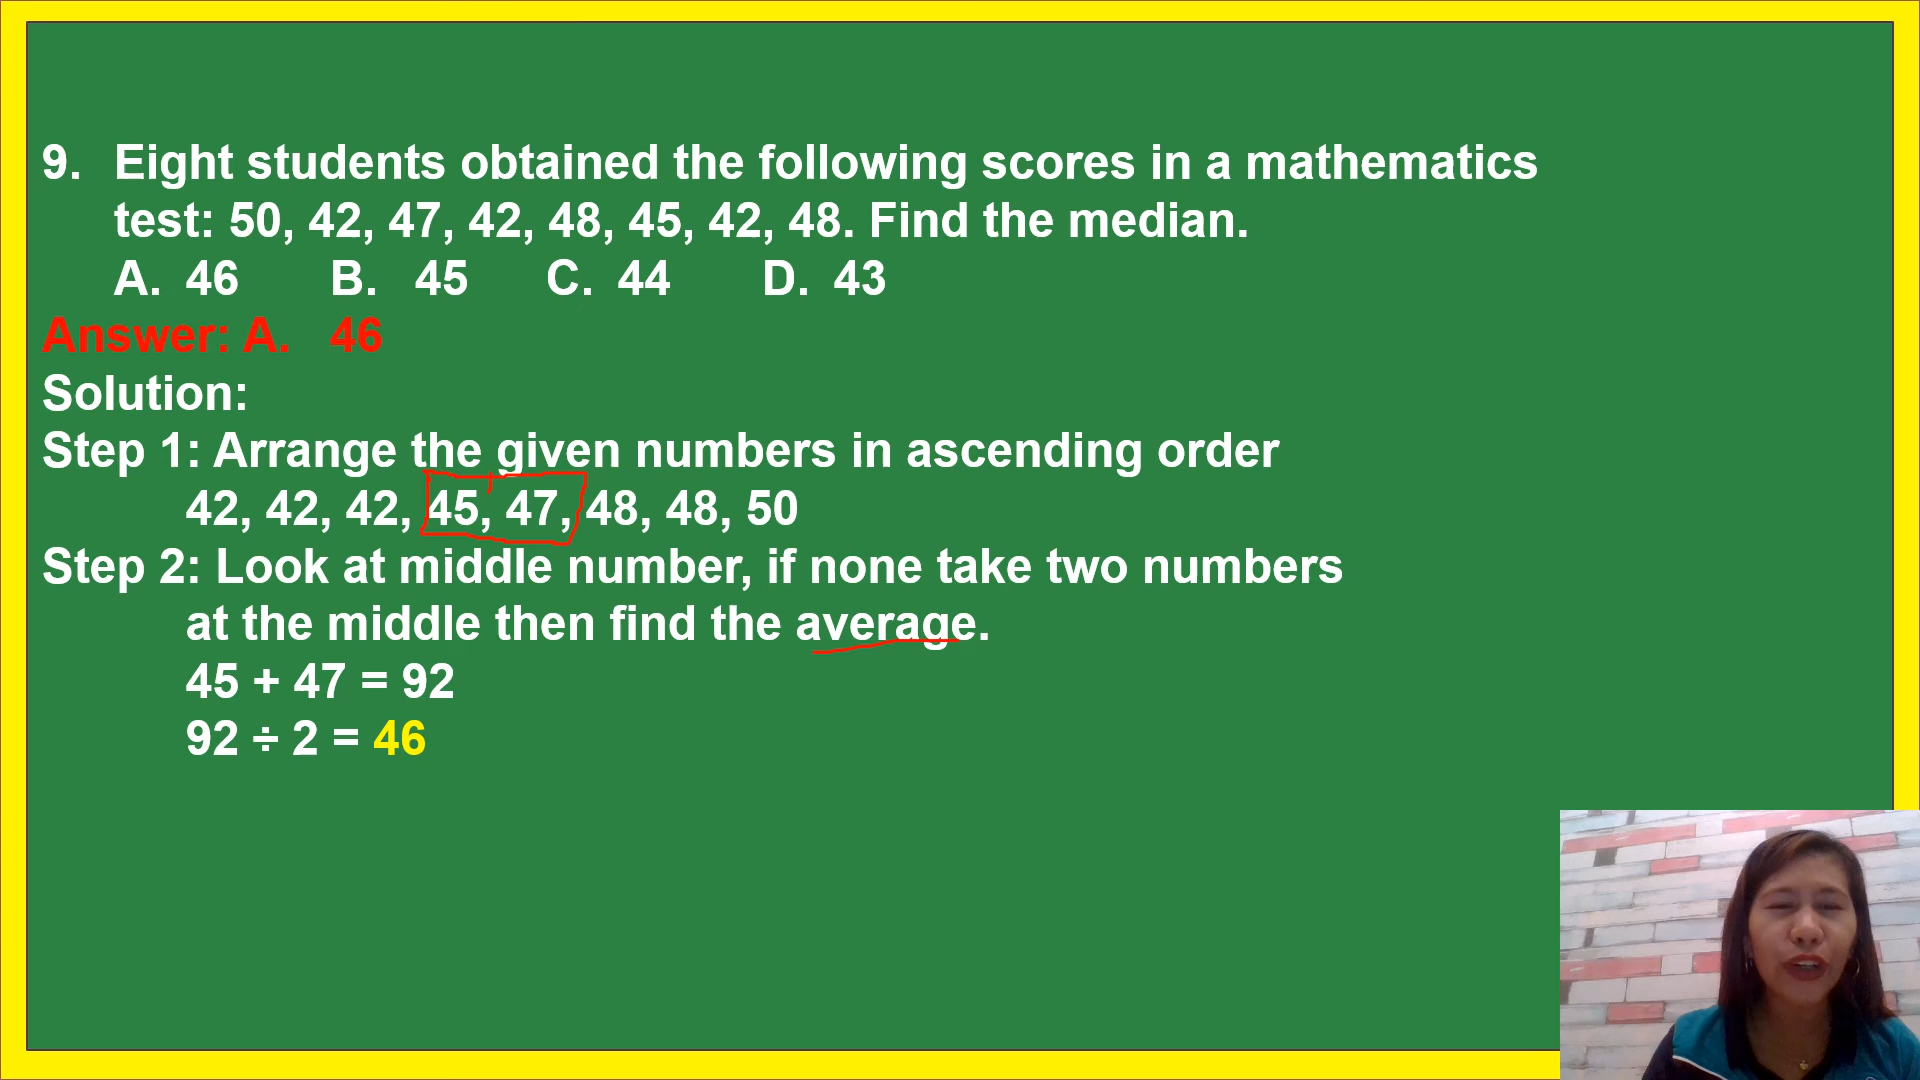 9. Eight students obtained the following scores in a mathematics
test: 50, 42, 47, 42, 48, 45, 42, 48. Find the median.
A. 46 B. 45 C. 44 D. 43
Answer: A. 46
Solution:
Step 1: Arrange the given numbers in ascending order
42, 42, 42, 45, 47, 48, 48, 50
Step 2: Look at middle number, if none take two numbers
at the middle then find the average.
45 + 47 = 92
92 ÷ 2 = 46